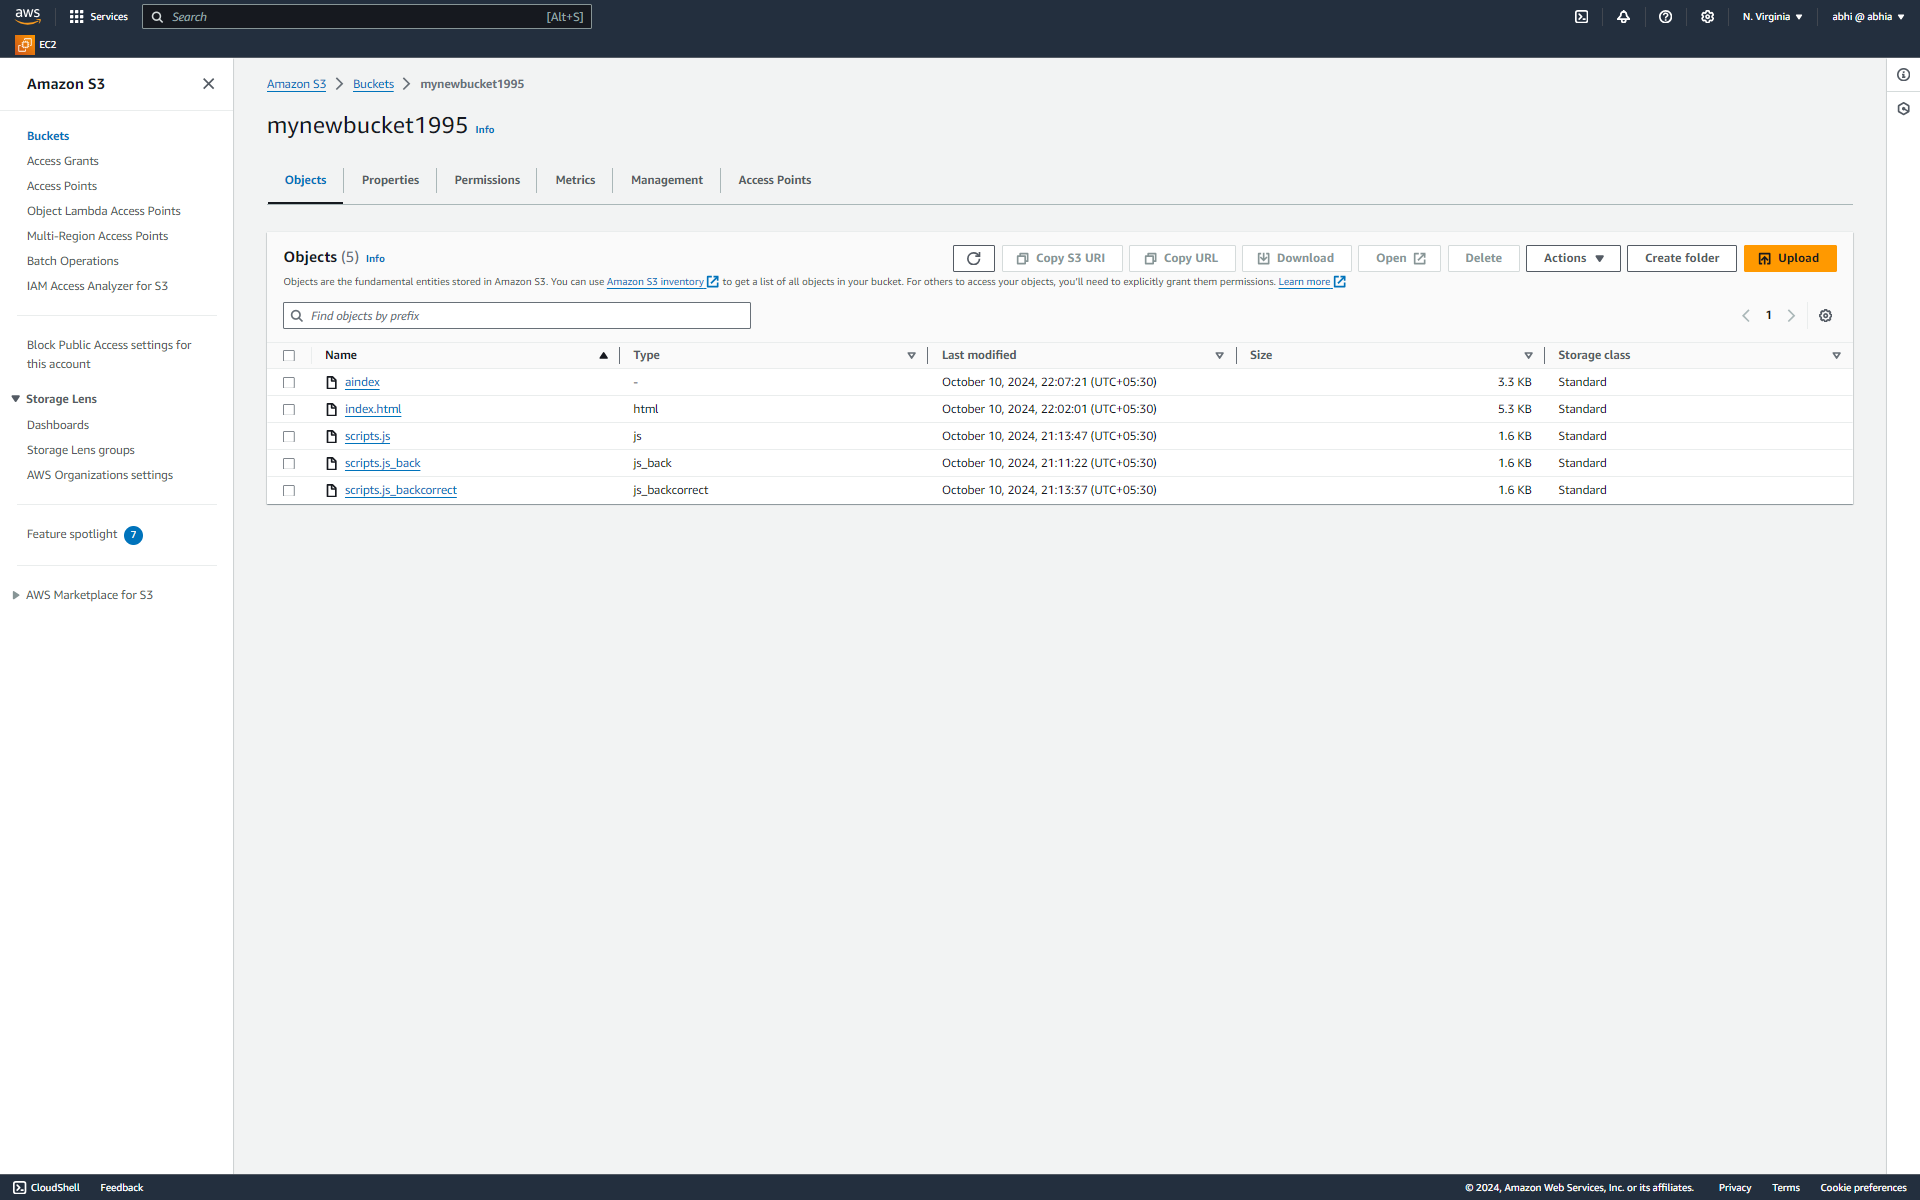 aws
Services
Search
[Alt+S]
N. Virginia
abhi @ abhia
EC2
Amazon S3
Buckets
Access Grants
Access Points
Object Lambda Access Points
Multi-Region Access Points
Batch Operations
IAM Access Analyzer for S3
Block Public Access settings for
this account
Storage Lens
Dashboards
Storage Lens groups
AWS Organizations settings
Feature spotlight 7
AWS Marketplace for S3
Amazon S3 Buckets mynewbucket1995
mynewbucket1995 Info
Objects Properties Permissions Metrics Management Access Points
Objects (5) Info
Copy S3 URI Copy URL Download Open Delete Actions Create folder Upload
Objects are the fundamental entities stored in Amazon S3. You can use Amazon S3 inventory to get a list of all objects in your bucket. For others to access your objects, you'll need to explicitly grant them permissions. Learn more
Find objects by prefix
1
Name Type Last modified Size Storage class
aindex - October 10, 2024, 22:07:21 (UTC+05:30) 3.3 KB Standard
index.html html October 10, 2024, 22:02:01 (UTC+05:30) 5.3 KB Standard
scripts.js js October 10, 2024, 21:13:47 (UTC+05:30) 1.6 KB Standard
scripts.js_back js_back October 10, 2024, 21:11:22 (UTC+05:30) 1.6 KB Standard
scripts.js_backcorrect js_backcorrect October 10, 2024, 21:13:37 (UTC+05:30) 1.6 KB Standard
CloudShell Feedback © 2024, Amazon Web Services, Inc. or its affiliates. Privacy Terms Cookie preferences